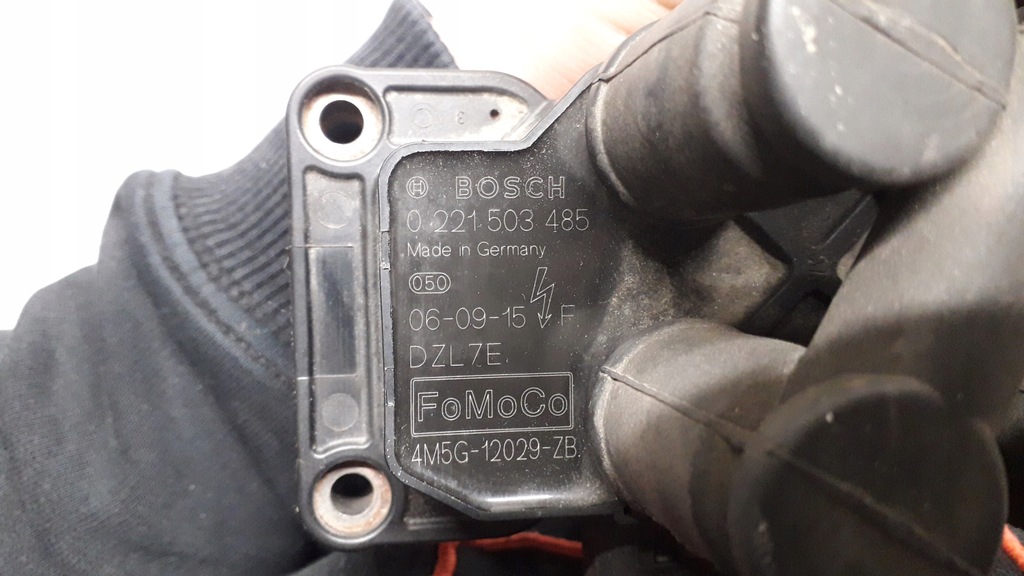 BOSCH
0 221 503 485
Made in Germany
050
06-09-15 F
DZL7E
FoMoCo
4M5G-12029-ZB